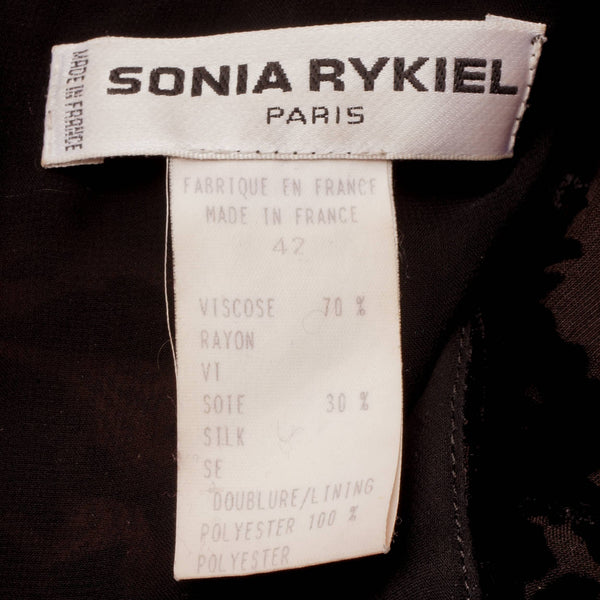 MADE IN FRANCE
SONIA RYKIEL
PARIS
FABRIQUE EN FRANCE
MADE IN FRANCE
42
VISCOSE 70 %
RAYON
VI
SOIE 30 %
SILK
SE
DOUBLURE/LINING
POLYESTER 100 %
POLYESTER